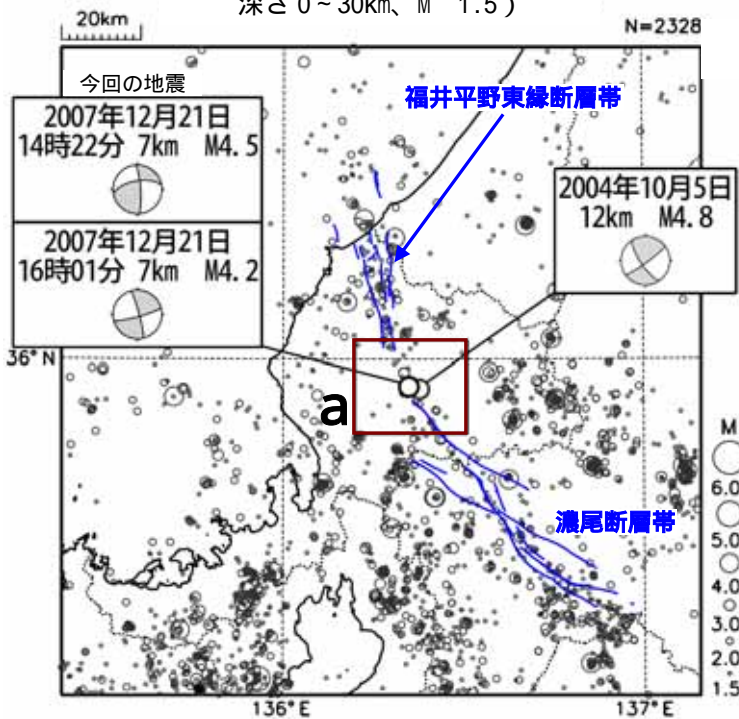 深さ0~30km、M 1.5)
20km
N=2328
今回の地震
2007年12月21日
14時22分 7km M4.5
2007年12月21日
16時01分 7km M4.2
福井平野東縁断層帯
2004年10月5日
12km M4.8
36°N
a
濃尾断層帯
M
6.0
5.0
4.0
3.0
2.0
1.5
136°E
137°E